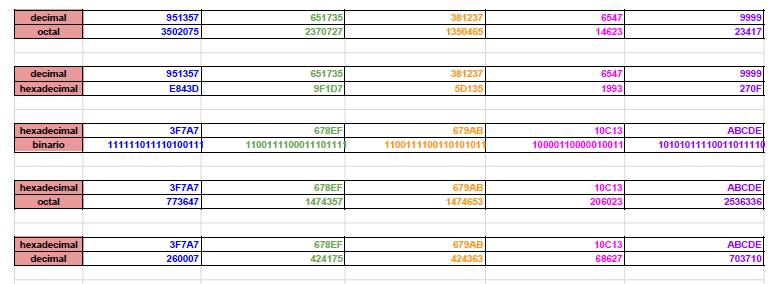 decimal 951357 651735 381237 6547 9999
octal 3502075 2370727 1350465 14623 23417
decimal 951357 651735 381237 6547 9999
hexadecimal E843D 9F1D7 5D135 1993 270F
hexadecimal 3F7A7 678EF 679AB 10C13 ABCDE
binario 111111011110100111 1100111100011101111 1100111100110101011 10000110000010011 10101011110011011110
hexadecimal 3F7A7 678EF 679AB 10C13 ABCDE
octal 773647 1474357 1474653 206023 2536336
hexadecimal 3F7A7 678EF 679AB 10C13 ABCDE
decimal 260007 424175 424363 68627 703710